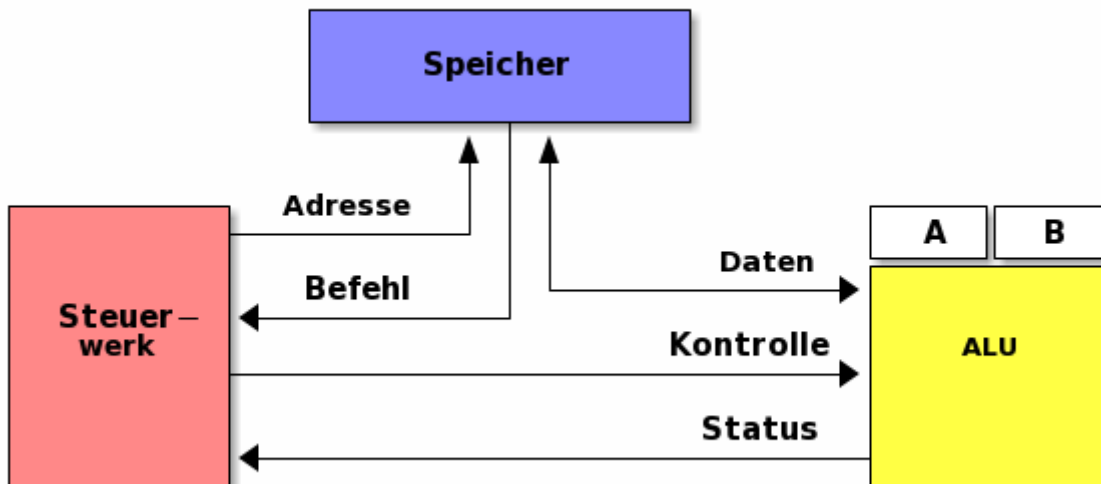 Speicher
Adresse
A
B
Daten
Befehl
Steuer–
werk
Kontrolle
ALU
Status